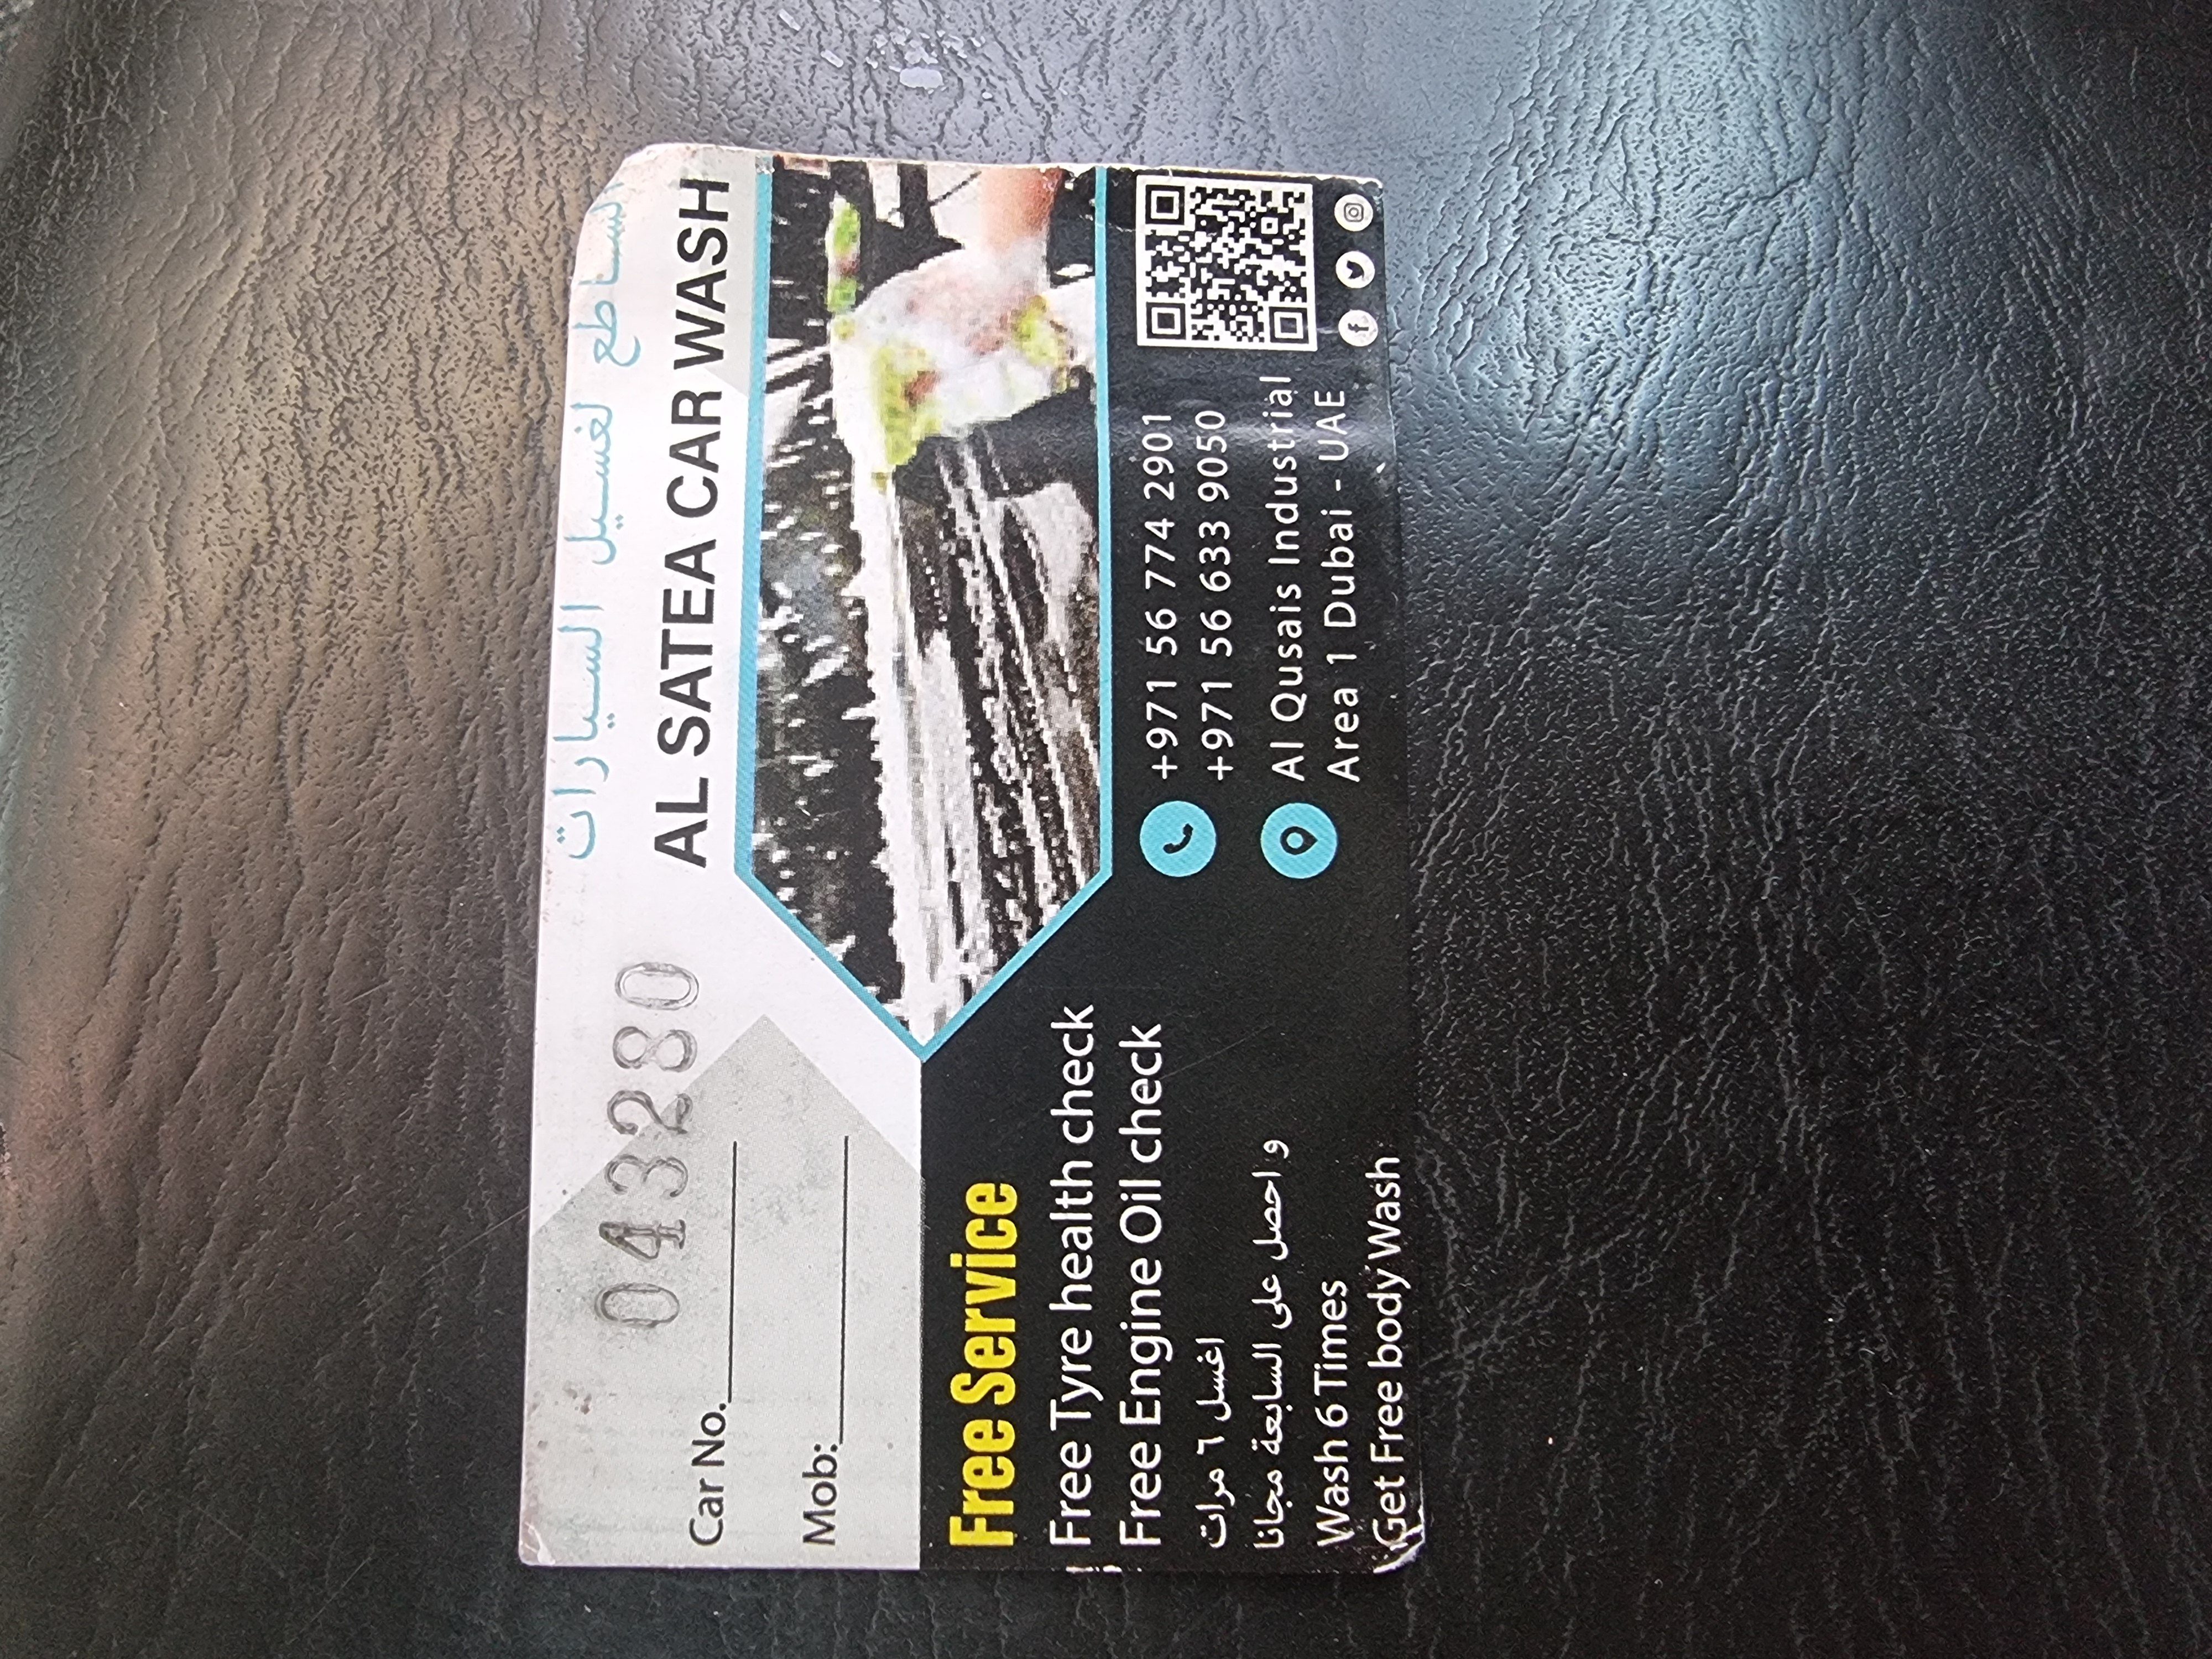 الساطع لغسيل السيارات
AL SATEA CAR WASH
043280
Car No.
Mob:
Free Service
Free Tyre health check
Free Engine Oil check
اغسل ٦ مرات
و احصل على السابعة مجانا
Wash 6 Times
Get Free body Wash
+971 56 774 2901
+971 56 633 9050
Al Qusais Industrial
Area 1 Dubai - UAE